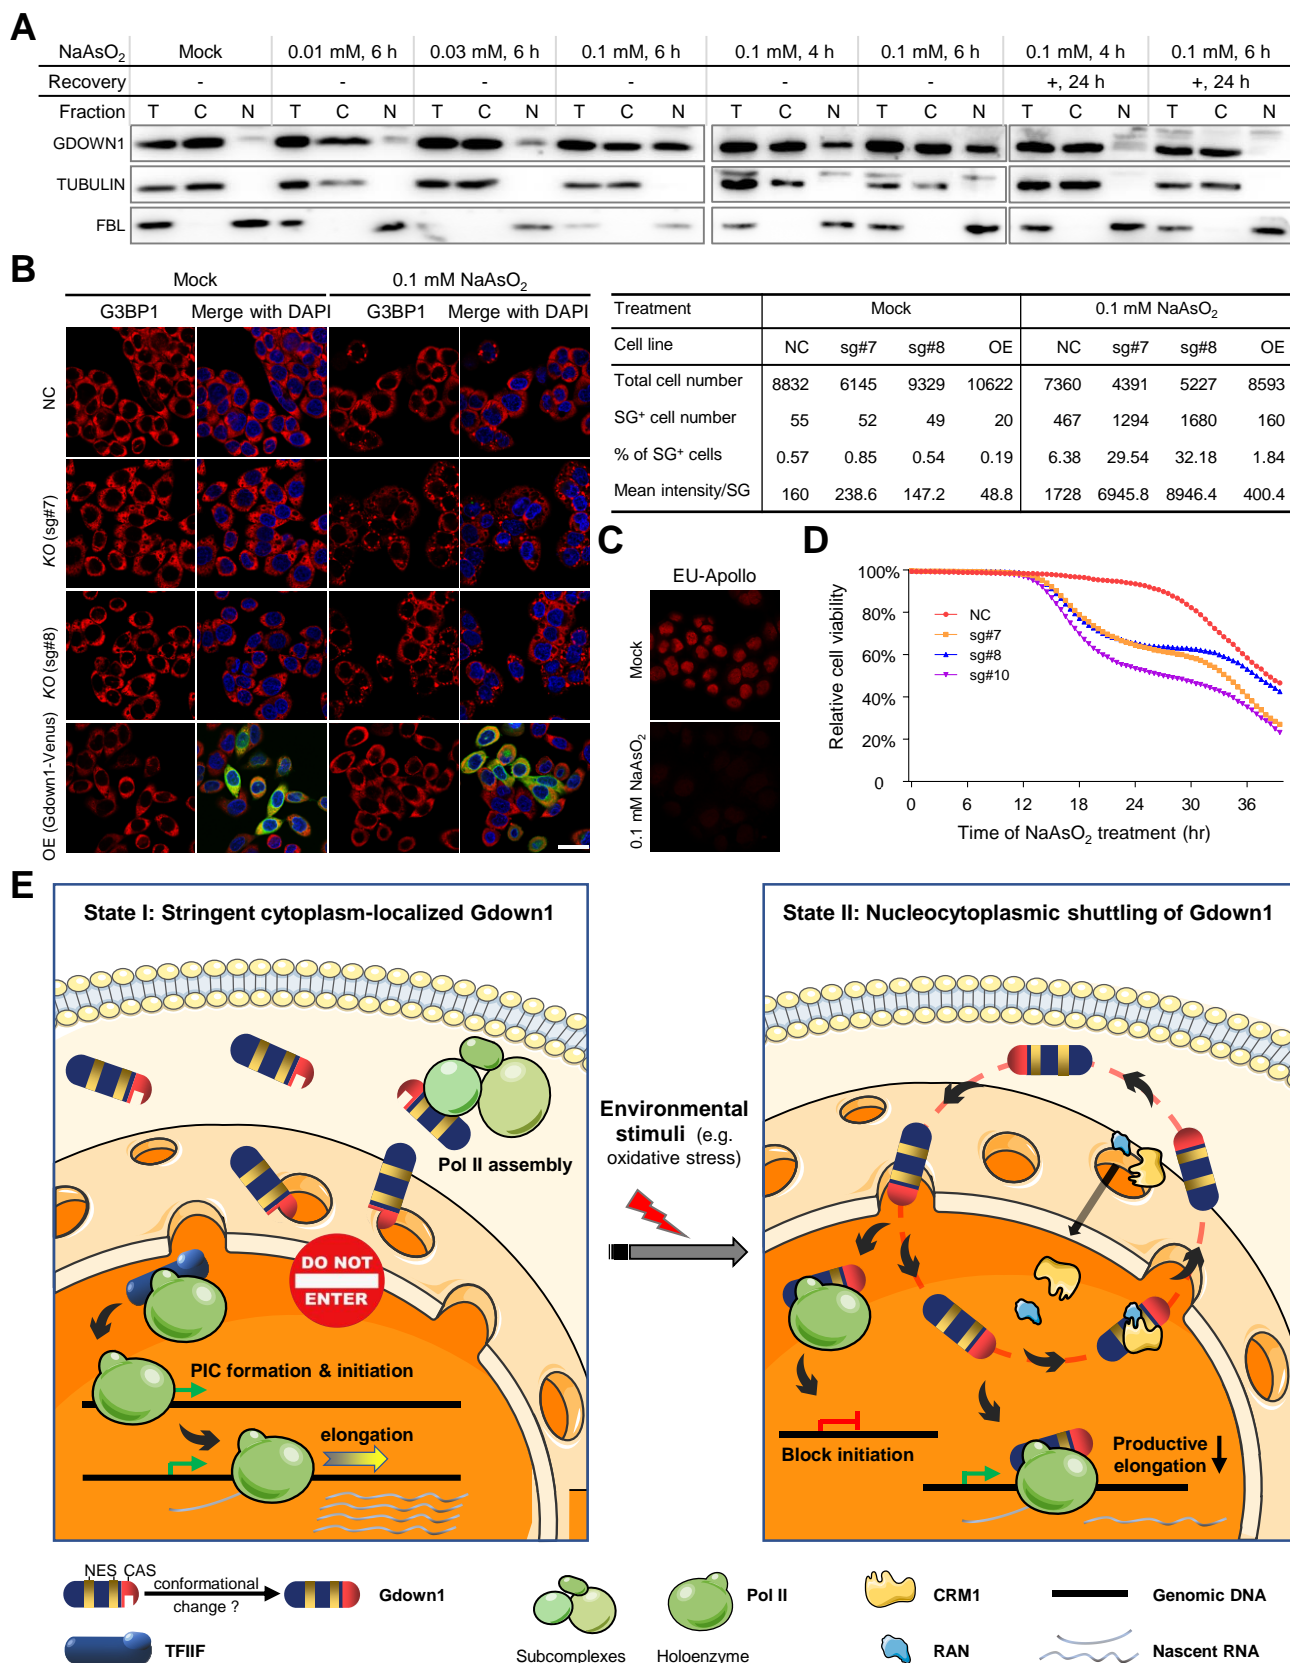 A
NaAsO2 Mock 0.01 mM, 6 h 0.03 mM, 6 h 0.1 mM, 6 h 0.1 mM, 4 h 0.1 mM, 6 h 0.1 mM, 4 h 0.1 mM, 6 h
Recovery - - - - - - +, 24 h +, 24 h
Fraction T C N T C N T C N T C N T C N T C N T C N T C N
GDOWN1
TUBULIN
FBL
B
Mock 0.1 mM NaAsO2
G3BP1 Merge with DAPI G3BP1 Merge with DAPI
NC
KO (sg#7)
KO (sg#8)
OE (Gdown1-Venus)
Treatment Mock 0.1 mM NaAsO2
Cell line NC sg#7 sg#8 OE NC sg#7 sg#8 OE
Total cell number 8832 6145 9329 10622 7360 4391 5227 8593
SG+ cell number 55 52 49 20 467 1294 1680 160
% of SG+ cells 0.57 0.85 0.54 0.19 6.38 29.54 32.18 1.84
Mean intensity/SG 160 238.6 147.2 48.8 1728 6945.8 8946.4 400.4
C
EU-Apollo
Mock
0.1 mM NaAsO2
D
Relative cell viability
100%
80%
60%
40%
20%
0
NC
sg#7
sg#8
sg#10
0 6 12 18 24 30 36
Time of NaAsO2 treatment (hr)
E
State I: Stringent cytoplasm-localized Gdown1
Pol II assembly
DO NOT
ENTER
PIC formation & initiation
elongation
Environmental
stimuli (e.g.
oxidative stress)
State II: Nucleocytoplasmic shuttling of Gdown1
Block initiation
Productive
elongation
NES CAS
conformational
change ?
Gdown1
TFIIF
Subcomplexes
Holoenzyme
Pol II
CRM1
RAN
Genomic DNA
Nascent RNA